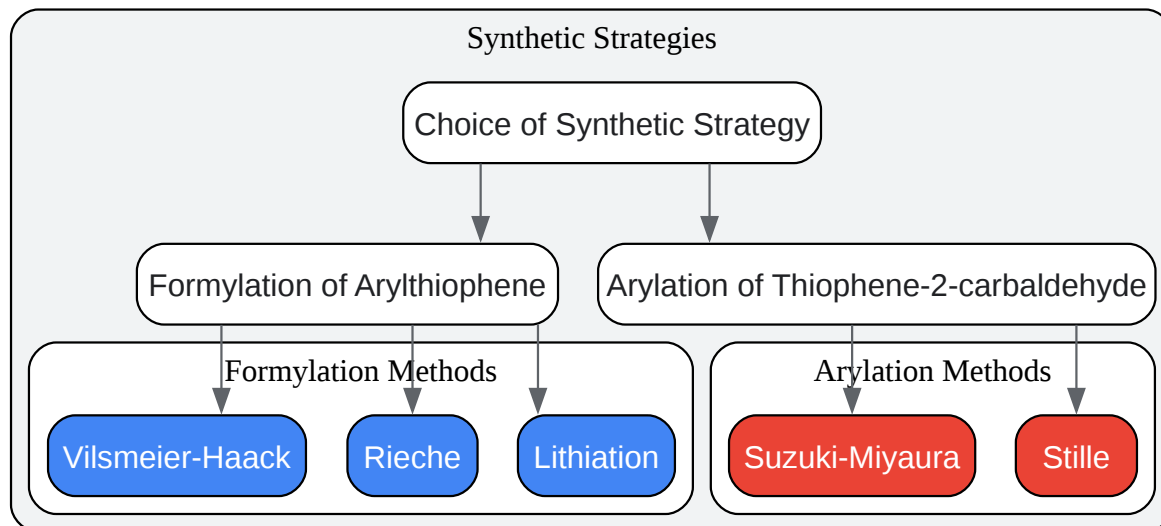 Synthetic Strategies
Choice of Synthetic Strategy
Formylation of Arylthiophene
Arylation of Thiophene-2-carbaldehyde
Formylation Methods
Arylation Methods
Vilsmeier-Haack
Rieche
Lithiation
Suzuki-Miyaura
Stille